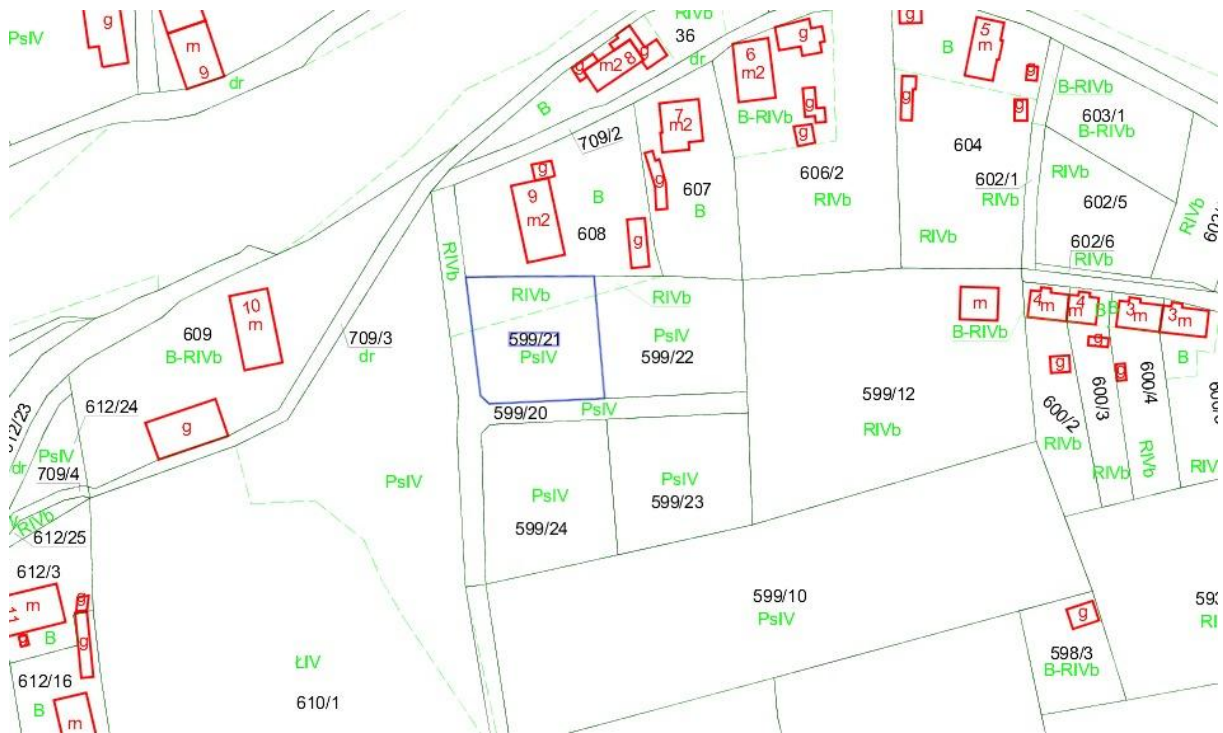 PsIV
g
m
9
dr
g
m2
8
g
RIVb
36
dr
B
6
m2
g
g
B-RIVb
g
g
B
5
m
g
g
g
B-RIVb
603/1
B-RIVb
709/2
7
m2
g
607
B
606/2
RIVb
604
602/1
RIVb
RIVb
RIVb
602/5
RIVb
602/6
RIVb
g
9
m2
B
608
g
RIVb
RIVb
RIVb
599/21
PsIV
PsIV
599/22
m
B-RIVb
4
m
4
m
B
B
3
m
3
m
B
g
g
g
10
m
609
B-RIVb
709/3
dr
g
612/24
612/23
PsIV
dr
709/4
RIVb
612/25
599/20
PsIV
599/12
RIVb
600/2
RIVb
600/3
RIVb
600/4
RIVb
PsIV
PsIV
599/24
PsIV
599/23
612/3
m
11
g
g
g
B
612/16
B
m
ŁIV
610/1
599/10
PsIV
g
598/3
B-RIVb